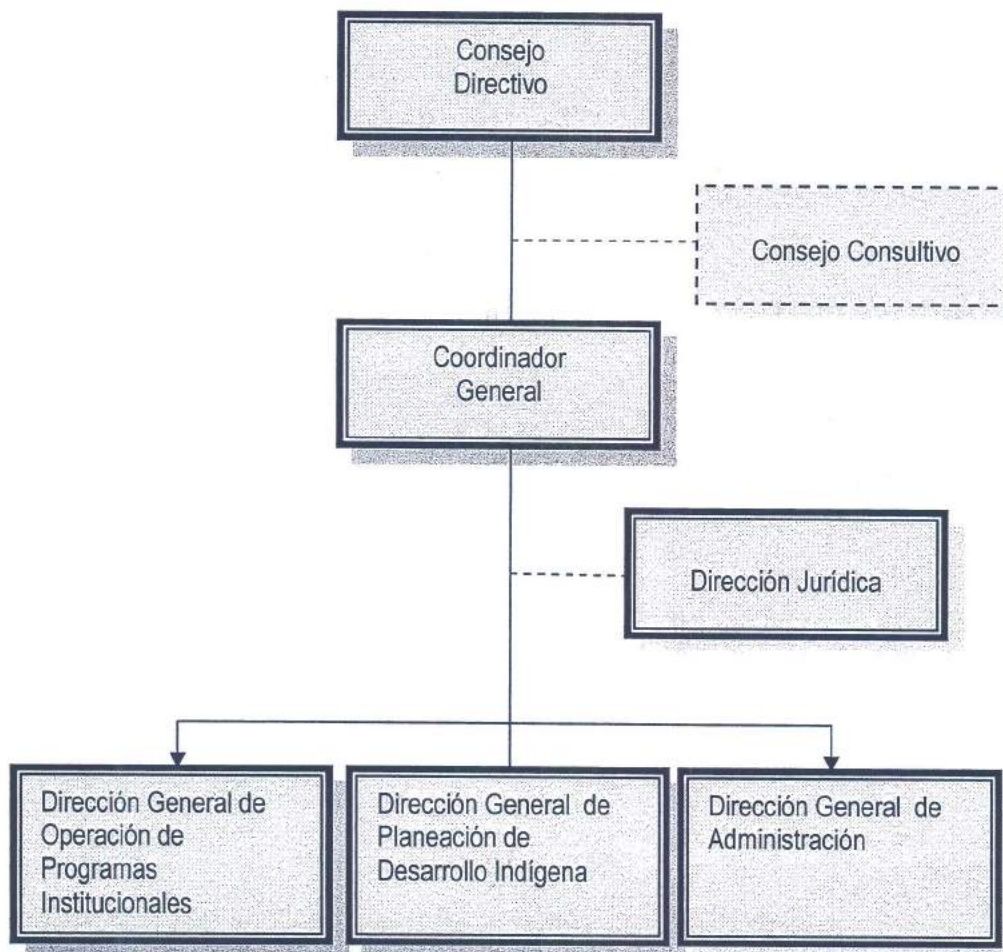 Consejo
Directivo
Consejo Consultivo
Coordinador
General
Dirección Jurídica
Dirección General de
Operación de
Programas
Institucionales
Dirección General de
Planeación de
Desarrollo Indígena
Dirección General de
Administración